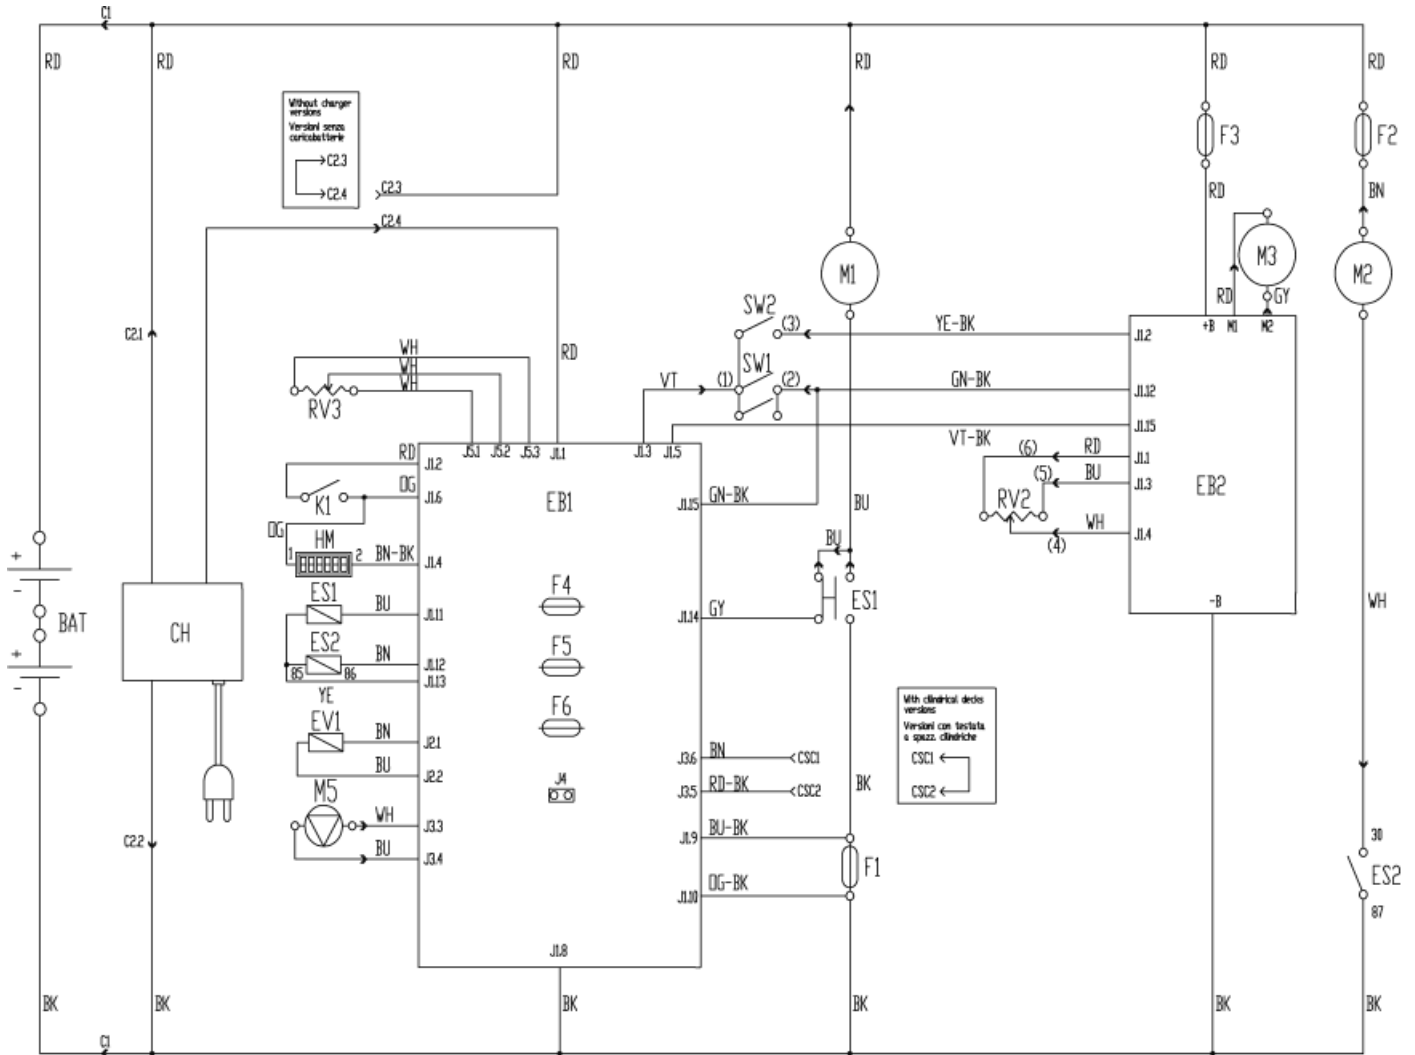 C1
RD
RD
RD
RD
RD
RD
Without charger
versions
Versioni senza
caricabatterie
C2.3
C2.4
C2.3
C2.4
F3
F2
RD
BN
M1
M3
M2
RD
GY
+B
M1
M2
C2.1
SW2
(3)
YE-BK
J1.2
WH
WH
WH
RD
RV3
VT
(1)
SW1
(2)
GN-BK
J1.12
VT-BK
J1.15
J5.1
J5.2
J5.3
J1.1
J1.3
J1.5
RD
J1.2
(6)
RD
J1.1
(5)
BU
J1.3
RV2
EB2
WH
(4)
J1.4
OG
J1.6
K1
EB1
J1.15
GN-BK
BU
OG
HM
1
2
BN-BK
J1.4
BU
F4
ES1
BU
J1.11
ES1
-B
WH
J1.14
GY
BAT
+
-
+
-
CH
ES2
BN
J1.12
85
86
J1.13
F5
YE
EV1
BN
J2.1
F6
With cilindrical decks
versions
Versioni con testata
a spazz. cilindriche
CSC1
CSC2
BU
J2.2
J3.6
BN
CSC1
J4
J3.5
RD-BK
CSC2
BK
M5
WH
J3.3
BU
J3.4
J1.9
BU-BK
C2.2
F1
J1.10
OG-BK
30
ES2
87
J1.8
BK
BK
BK
BK
BK
BK
C1